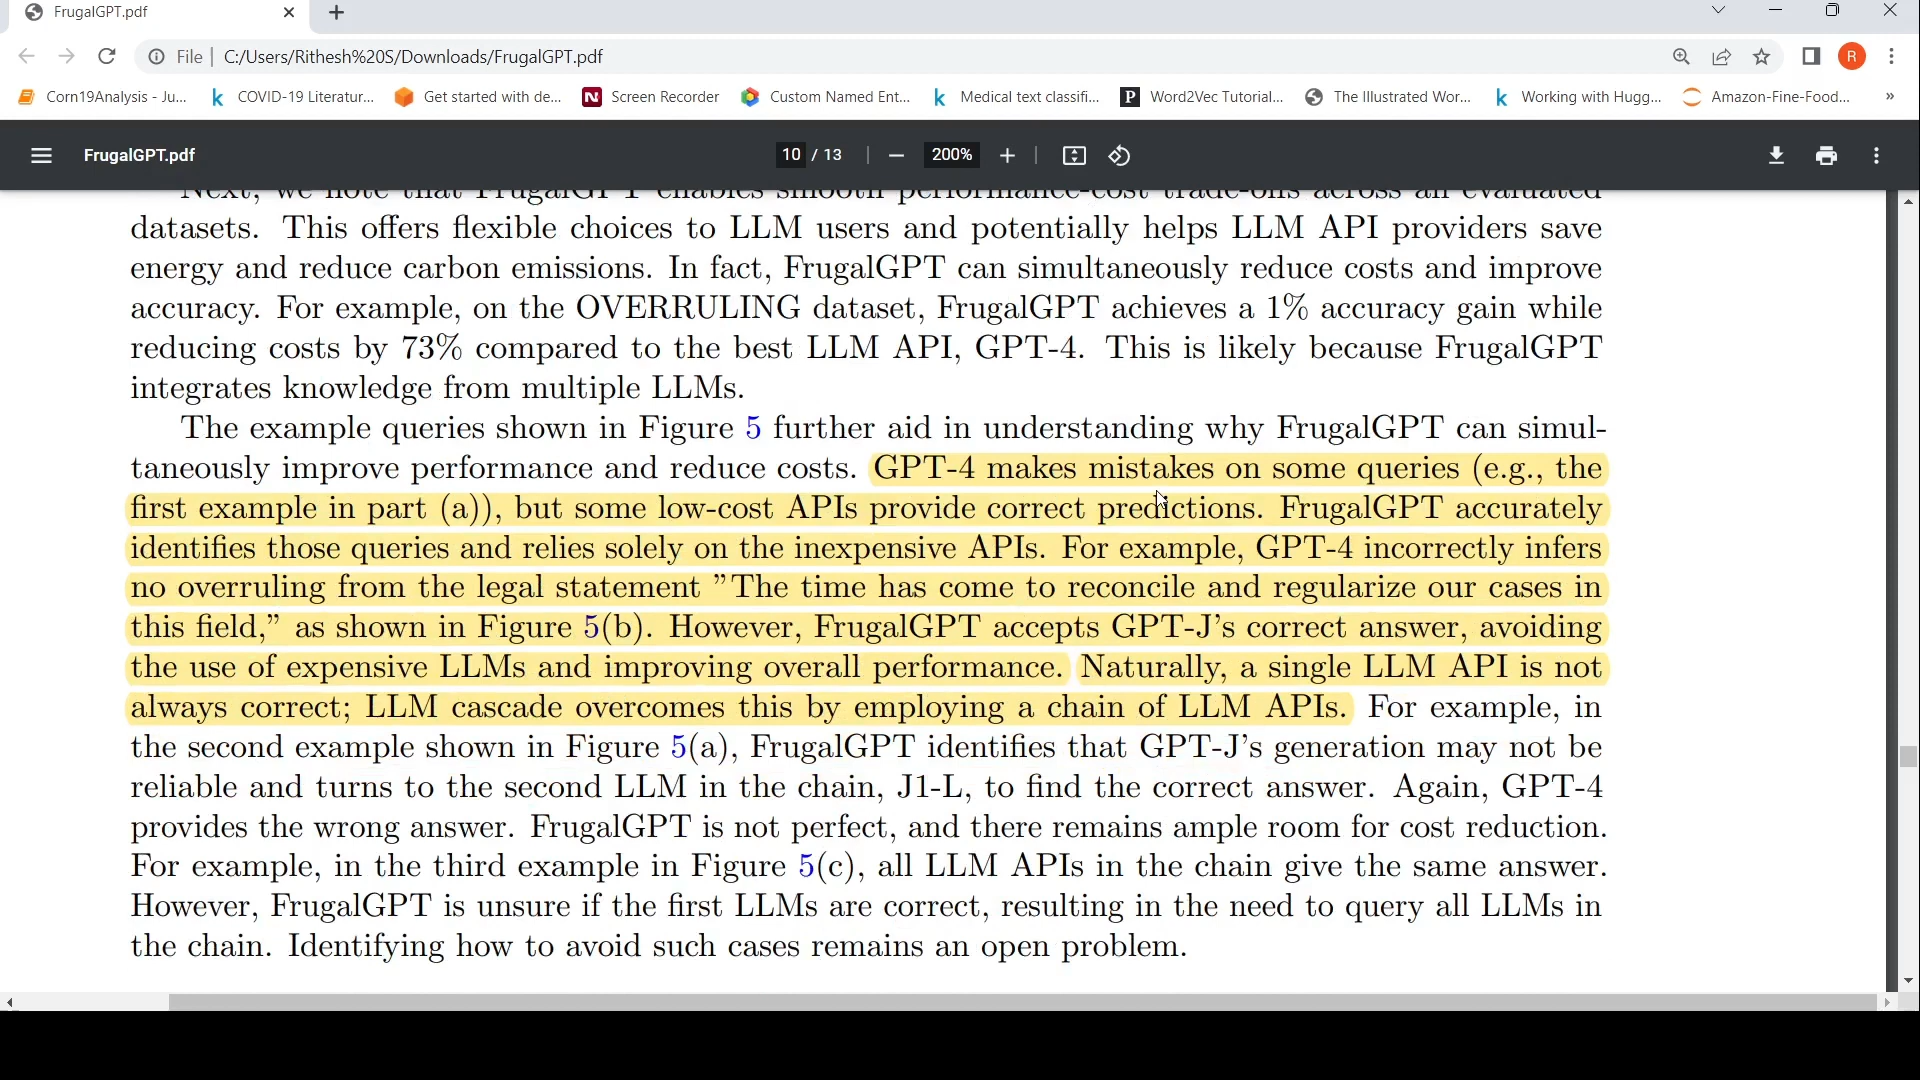 FrugalGPT.pdf
File | C:/Users/Rithesh%20S/Downloads/FrugalGPT.pdf
R
Corn19Analysis - Ju... COVID-19 Literatur... Get started with de... Screen Recorder Custom Named Ent... Medical text classifi... Word2Vec Tutorial... The Illustrated Wor... Working with Hugg... Amazon-Fine-Food... »
FrugalGPT.pdf 10 / 13 200%
Next, we note that FrugalGPT enables smooth performance-cost trade-offs across all evaluated
datasets. This offers flexible choices to LLM users and potentially helps LLM API providers save
energy and reduce carbon emissions. In fact, FrugalGPT can simultaneously reduce costs and improve
accuracy. For example, on the OVERRULING dataset, FrugalGPT achieves a 1% accuracy gain while
reducing costs by 73% compared to the best LLM API, GPT-4. This is likely because FrugalGPT
integrates knowledge from multiple LLMs.
The example queries shown in Figure 5 further aid in understanding why FrugalGPT can simul-
taneously improve performance and reduce costs. GPT-4 makes mistakes on some queries (e.g., the
first example in part (a)), but some low-cost APIs provide correct predictions. FrugalGPT accurately
identifies those queries and relies solely on the inexpensive APIs. For example, GPT-4 incorrectly infers
no overruling from the legal statement ”The time has come to reconcile and regularize our cases in
this field,” as shown in Figure 5(b). However, FrugalGPT accepts GPT-J’s correct answer, avoiding
the use of expensive LLMs and improving overall performance. Naturally, a single LLM API is not
always correct; LLM cascade overcomes this by employing a chain of LLM APIs. For example, in
the second example shown in Figure 5(a), FrugalGPT identifies that GPT-J’s generation may not be
reliable and turns to the second LLM in the chain, J1-L, to find the correct answer. Again, GPT-4
provides the wrong answer. FrugalGPT is not perfect, and there remains ample room for cost reduction.
For example, in the third example in Figure 5(c), all LLM APIs in the chain give the same answer.
However, FrugalGPT is unsure if the first LLMs are correct, resulting in the need to query all LLMs in
the chain. Identifying how to avoid such cases remains an open problem.